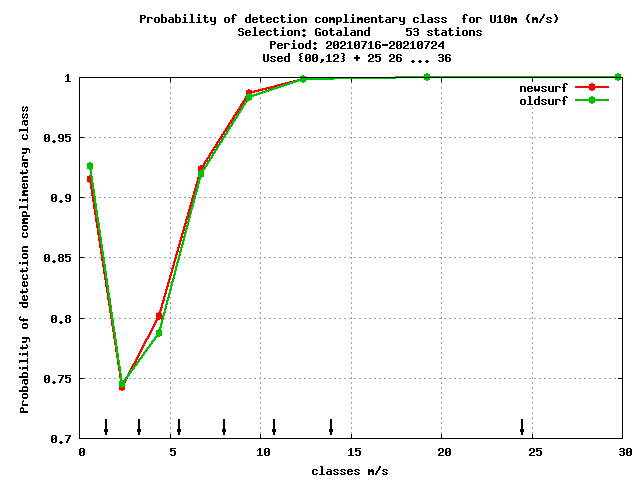 Probability of detection complimentary class  for U10m (m/s)
Selection: Gotaland     53 stations
Period: 20210716-20210724
Used {00,12} + 25 26 ... 36
newsurf
oldsurf
Probability of detection complimentary class
1
0.95
0.9
0.85
0.8
0.75
0.7
0 5 10 15 20 25 30
classes m/s